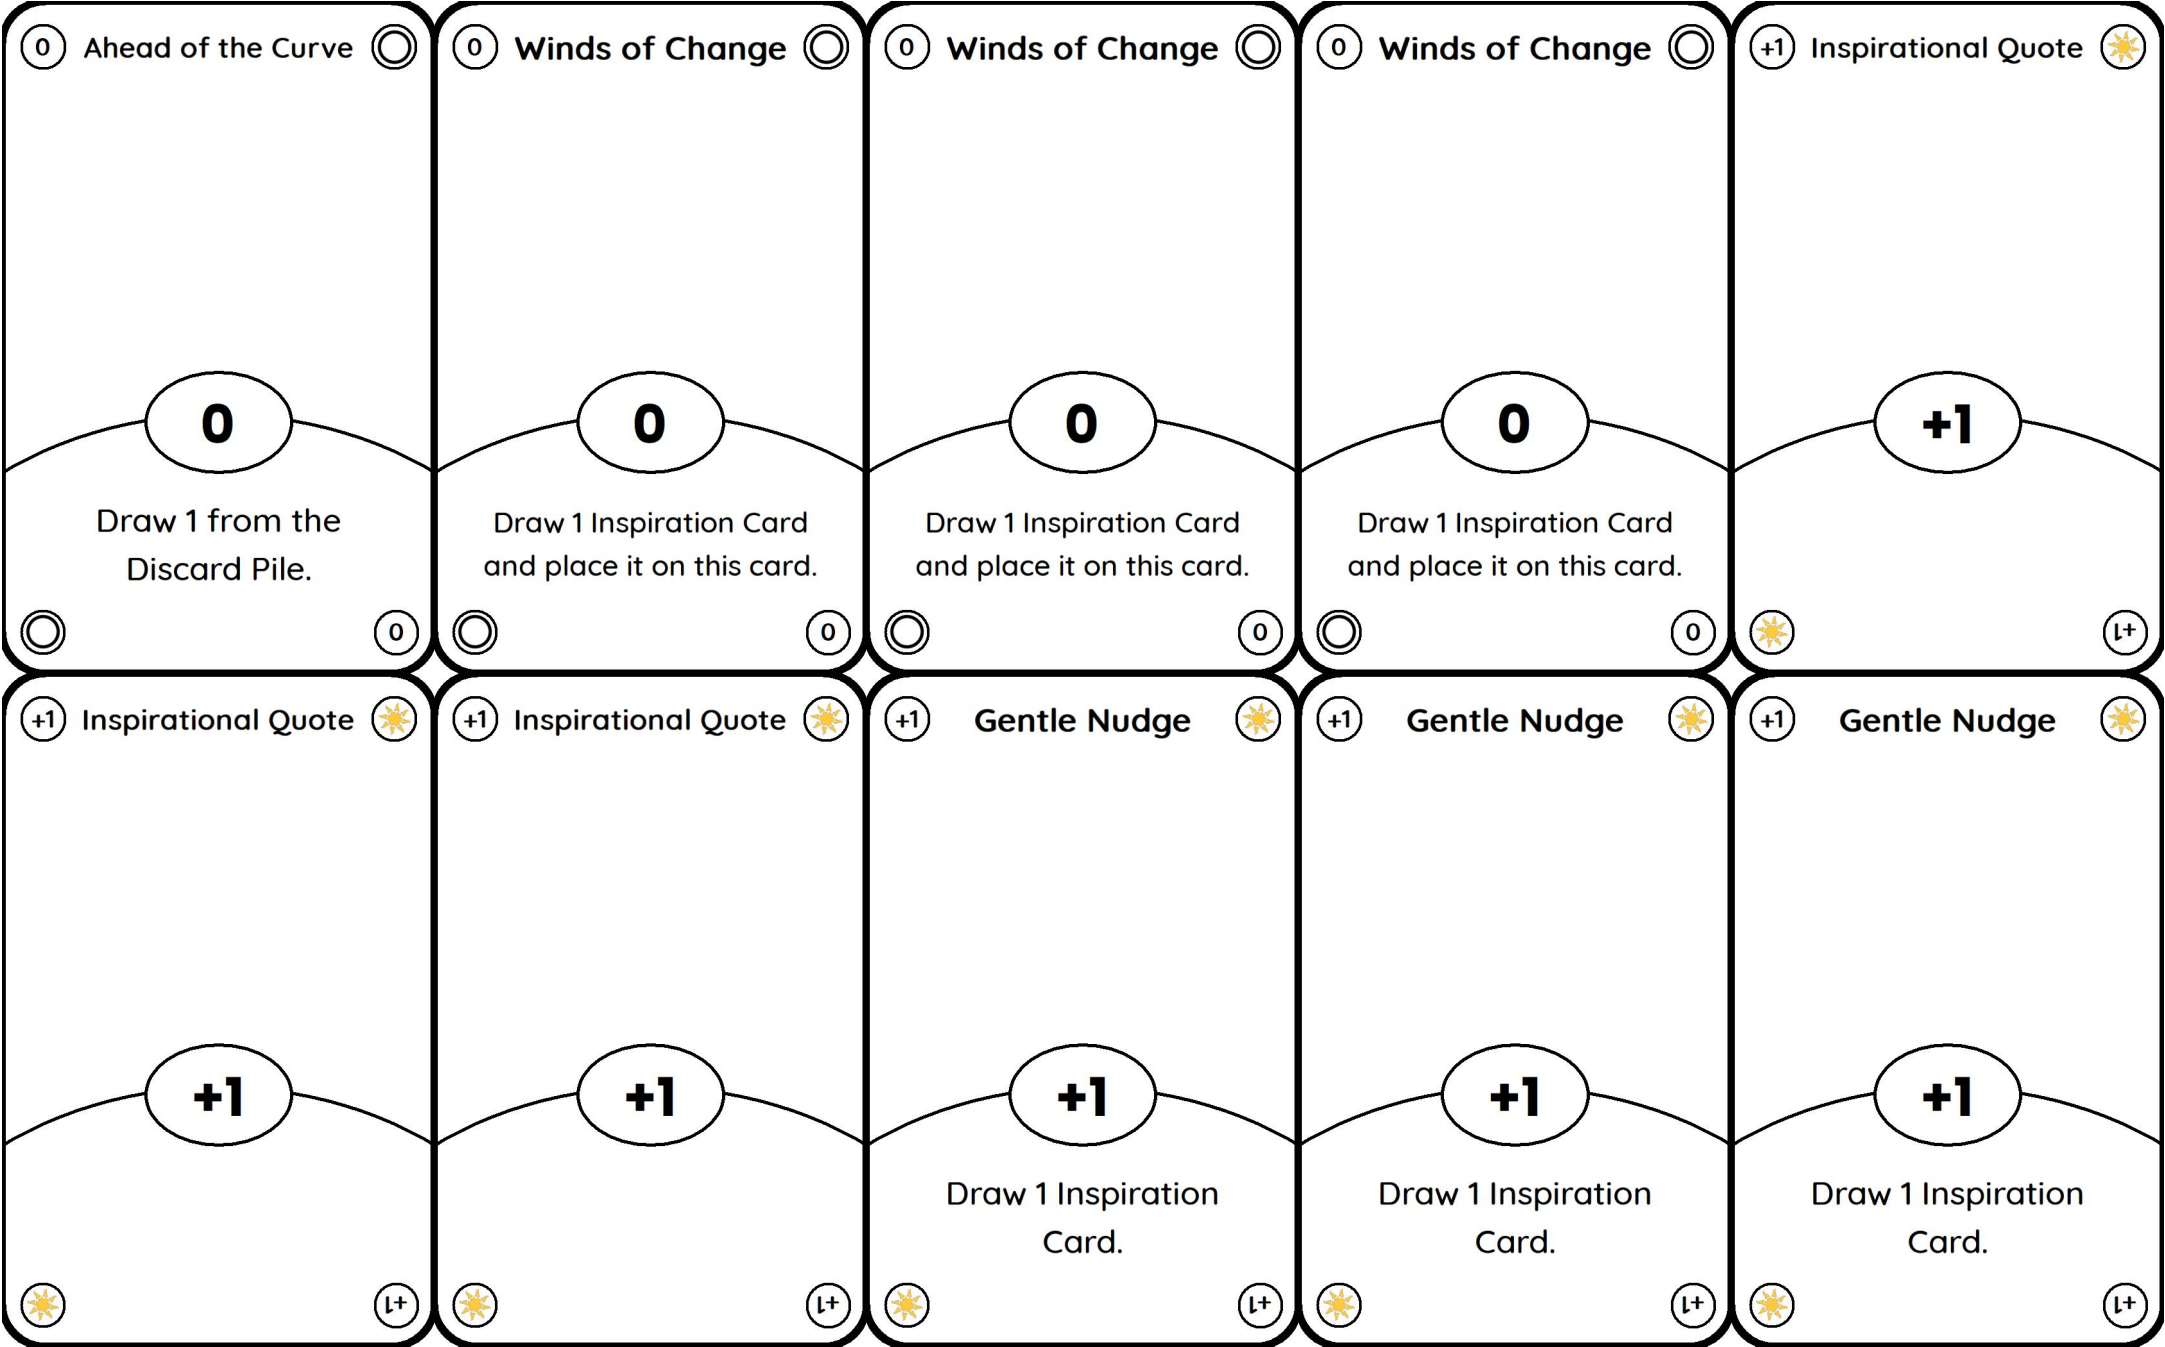 0 Ahead of the Curve
0
Draw 1 from the
Discard Pile.
0
0 Winds of Change
0
Draw 1 Inspiration Card
and place it on this card.
0
0 Winds of Change
0
Draw 1 Inspiration Card
and place it on this card.
0
0 Winds of Change
0
Draw 1 Inspiration Card
and place it on this card.
0
+1 Inspirational Quote
+1
+1
+1 Inspirational Quote
+1
+1
+1 Inspirational Quote
+1
+1
+1 Gentle Nudge
+1
Draw 1 Inspiration
Card.
+1
+1 Gentle Nudge
+1
Draw 1 Inspiration
Card.
+1
+1 Gentle Nudge
+1
Draw 1 Inspiration
Card.
+1